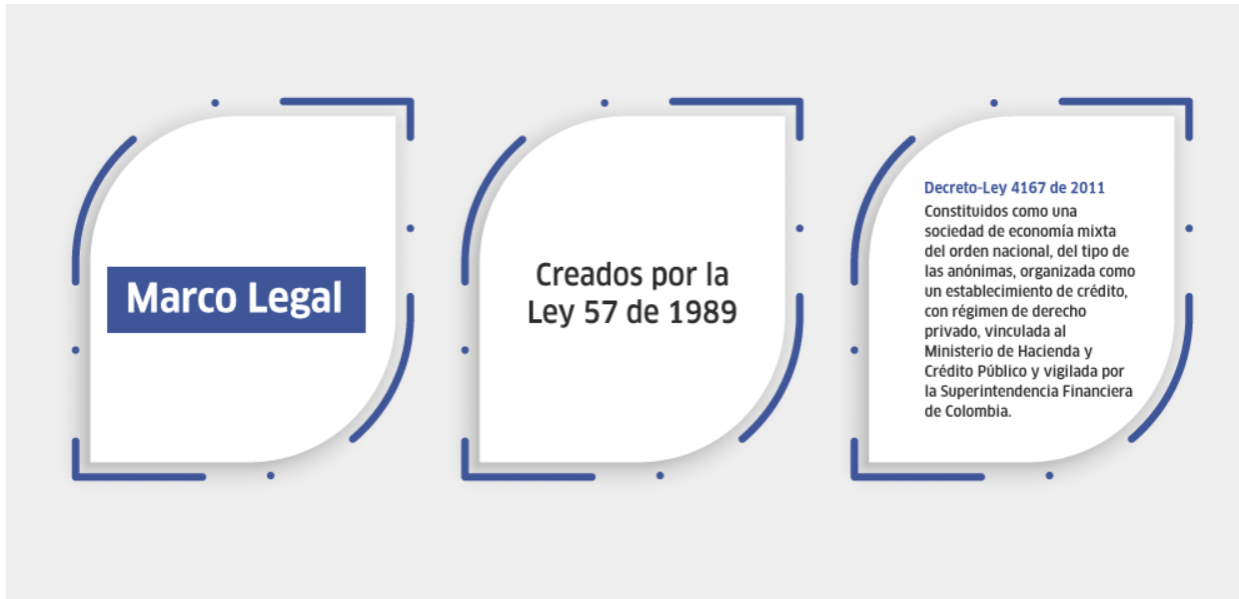 Marco Legal
Creados por la
Ley 57 de 1989
Decreto-Ley 4167 de 2011
Constituidos como una
sociedad de economía mixta
del orden nacional, del tipo de
las anónimas, organizada como
un establecimiento de crédito,
con régimen de derecho
privado, vinculada al
Ministerio de Hacienda y
Crédito Público y vigilada por
la Superintendencia Financiera
de Colombia.